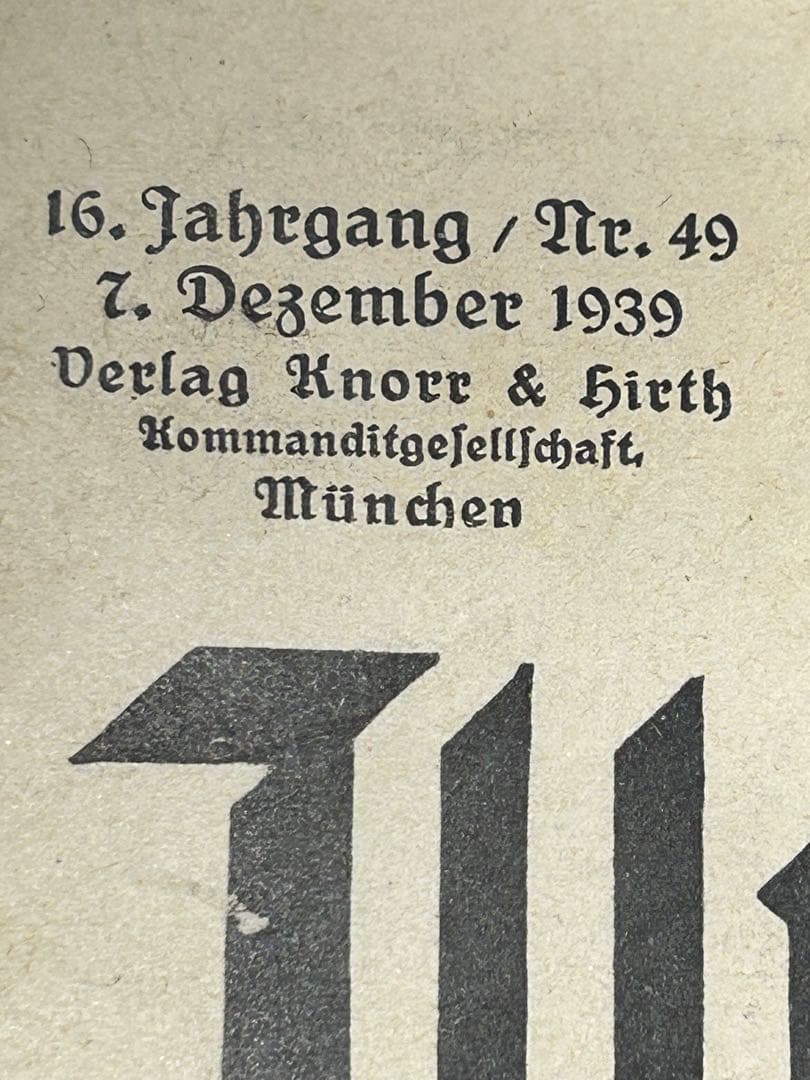 16. Jahrgang / Nr. 49
7. Dezember 1939
Verlag Knorr & Hirth
Kommanditgesellschaft,
München